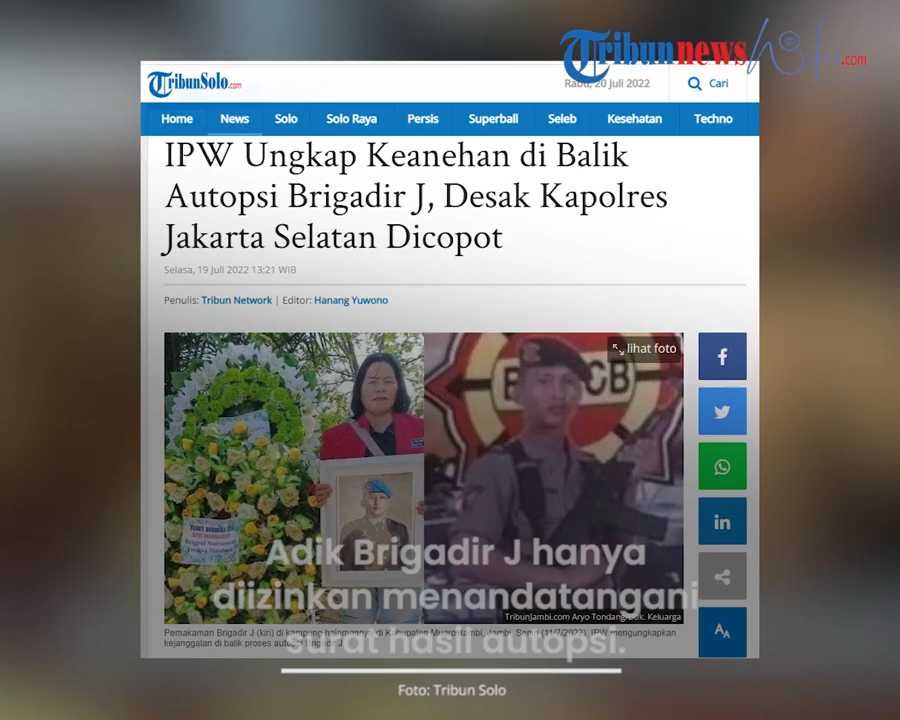 Tribunnews Wiki.com
TribunSolo.com
Rabu, 20 Juli 2022
Cari
Home News Solo Solo Raya Persis Superball Seleb Kesehatan Techno
IPW Ungkap Keanehan di Balik
Autopsi Brigadir J, Desak Kapolres
Jakarta Selatan Dicopot
Selasa, 19 Juli 2022 13:21 WIB
Penulis: Tribun Network | Editor: Hanang Yuwono
lihat foto
Adik Brigadir J hanya
diizinkan menandatangani
surat hasil autopsi.
TribunJambi.com Aryo Tondang/Dok. Keluarga
Pemakaman Brigadir J (kiri) di kampung halamannya di Kabupaten Muaro Jambi, Jambi, Senin (11/7/2022). IPW mengungkapkan
kejanggalan di balik proses autopsi Brigadir J
Foto: Tribun Solo